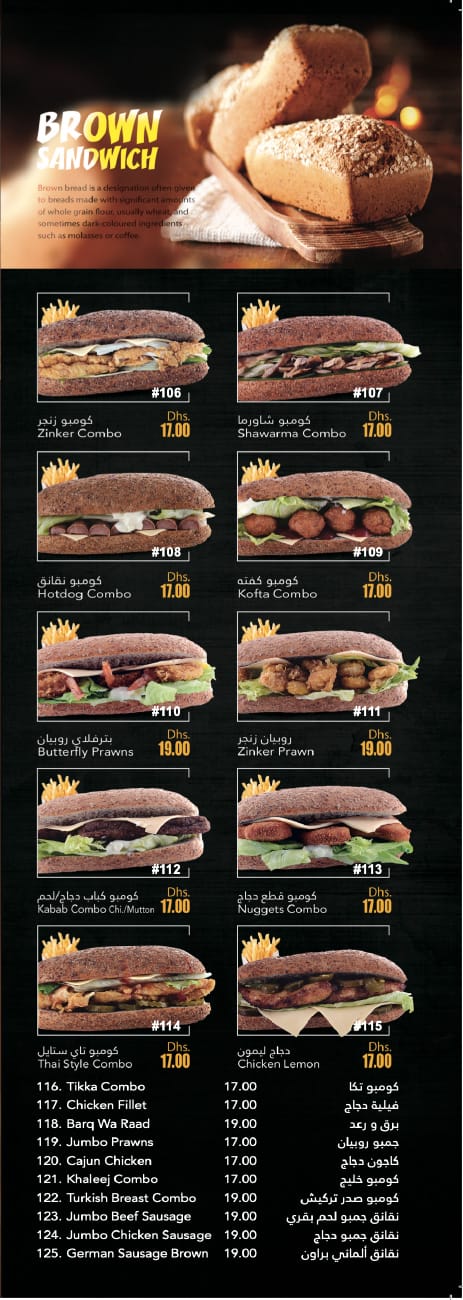 BROWN
SANDWICH
Brown bread is a designation often given
to breads made with significant amounts
of whole grain flour, usually wheat, and
sometimes dark-coloured ingredients
such as molasses or coffee.
#106
كومبو زنجر
Zinker Combo
Dhs.
17.00
#107
كومبو شاورما
Shawarma Combo
Dhs.
17.00
#108
كومبو نقانق
Hotdog Combo
Dhs.
17.00
#109
كومبو كفته
Kofta Combo
Dhs.
17.00
#110
بترفلاي روبيان
Butterfly Prawns
Dhs.
19.00
#111
روبيان زنجر
Zinker Prawn
Dhs.
19.00
#112
كومبو كباب دجاج/لحم
Kabab Combo Chi./Mutton
Dhs.
17.00
#113
كومبو قطع دجاج
Nuggets Combo
Dhs.
17.00
#114
كومبو تاي ستايل
Thai Style Combo
Dhs.
17.00
#115
دجاج ليمون
Chicken Lemon
Dhs.
17.00
116. Tikka Combo 17.00 كومبو تكا
117. Chicken Fillet 17.00 فيلية دجاج
118. Barq Wa Raad 19.00 برق و رعد
119. Jumbo Prawns 17.00 جمبو روبيان
120. Cajun Chicken 17.00 كاجون دجاج
121. Khaleej Combo 17.00 كومبو خليج
122. Turkish Breast Combo 19.00 كومبو صدر تركيش
123. Jumbo Beef Sausage 19.00 نقانق جمبو لحم بقري
124. Jumbo Chicken Sausage 19.00 نقانق جمبو دجاج
125. German Sausage Brown 19.00 نقانق ألماني براون